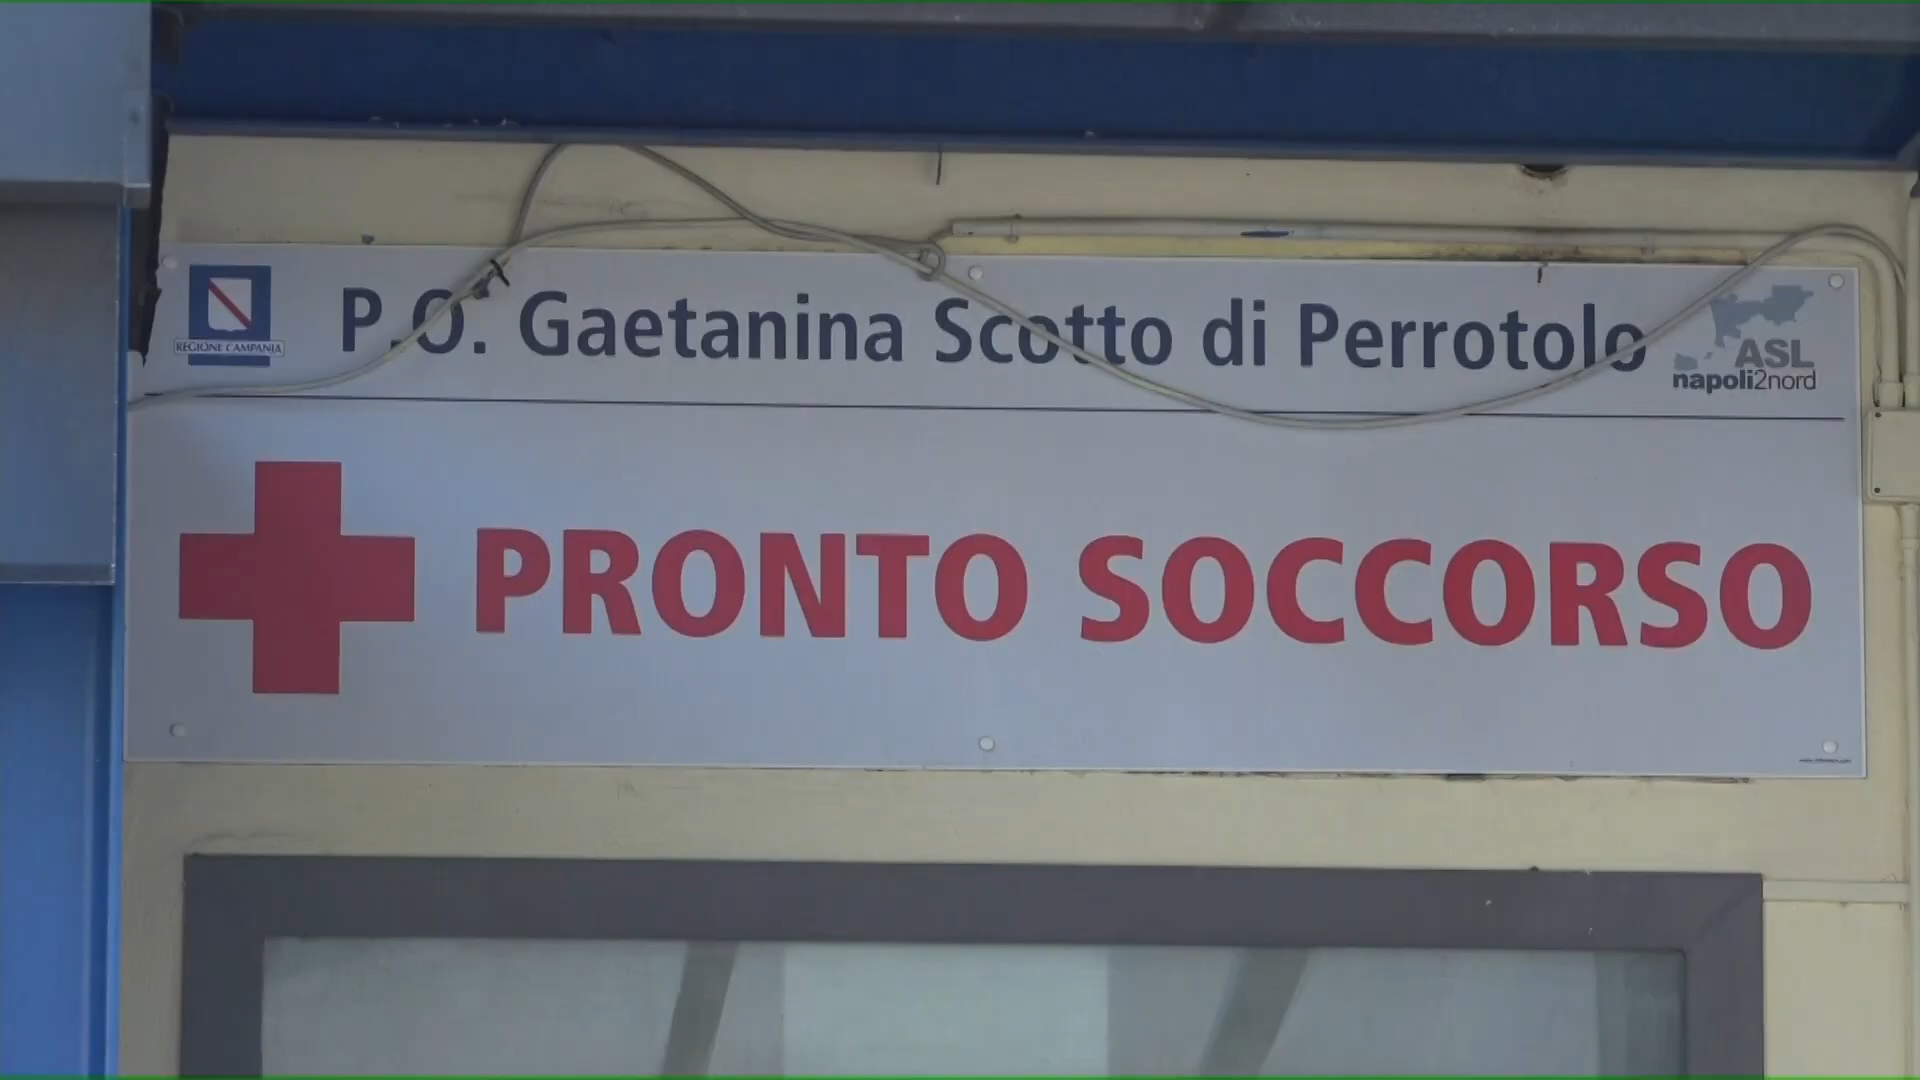 P.O. Gaetanina Scotto di Perrotolo
REGIONE CAMPANIA
ASL
napoli2nord
PRONTO SOCCORSO